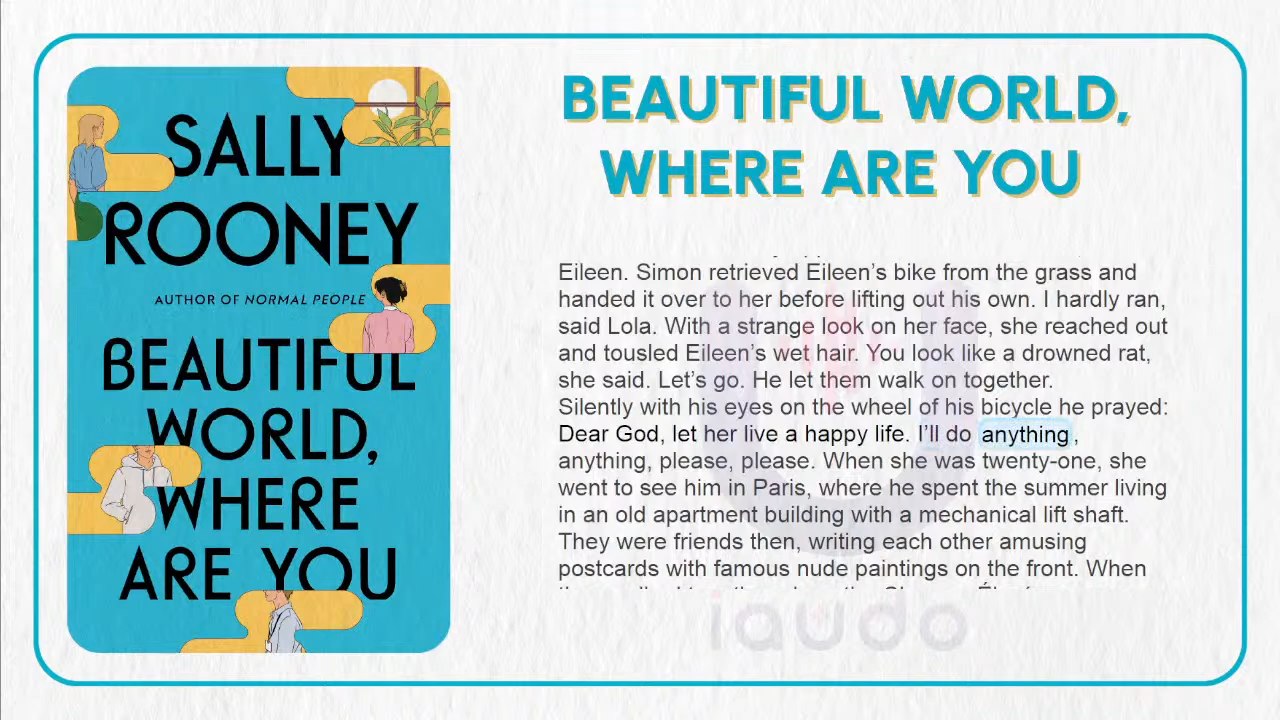 SALLY
ROONEY
AUTHOR OF NORMAL PEOPLE
BEAUTIFUL
WORLD,
WHERE
ARE YOU
BEAUTIFUL WORLD,
WHERE ARE YOU
Eileen. Simon retrieved Eileen’s bike from the grass and
handed it over to her before lifting out his own. I hardly ran,
said Lola. With a strange look on her face, she reached out
and tousled Eileen’s wet hair. You look like a drowned rat,
she said. Let’s go. He let them walk on together.
Silently with his eyes on the wheel of his bicycle he prayed:
Dear God, let her live a happy life. I’ll do anything,
anything, please, please. When she was twenty-one, she
went to see him in Paris, where he spent the summer living
in an old apartment building with a mechanical lift shaft.
They were friends then, writing each other amusing
postcards with famous nude paintings on the front. When
iaudo